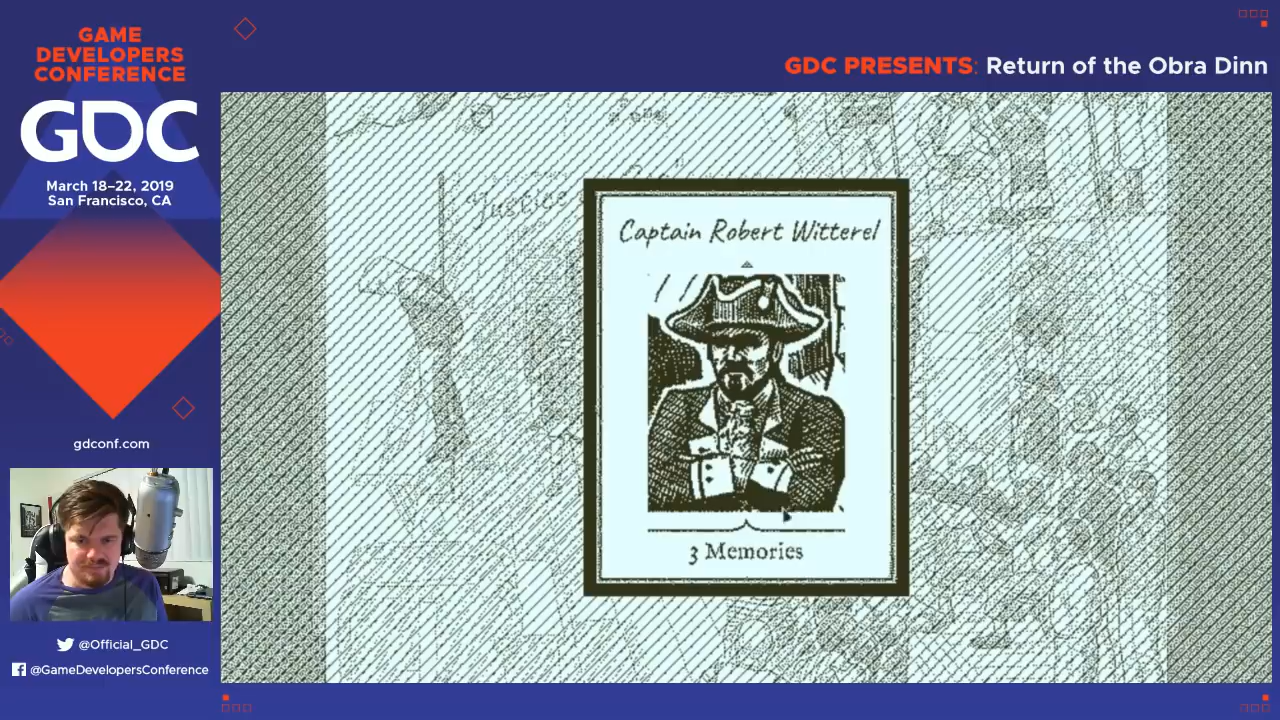 GAME
DEVELOPERS
CONFERENCE
GDC
March 18–22, 2019
San Francisco, CA
gdconf.com
@Official_GDC
@GameDevelopersConference
GDC PRESENTS: Return of the Obra Dinn
Justice
Captain Robert Witterel
3 Memories